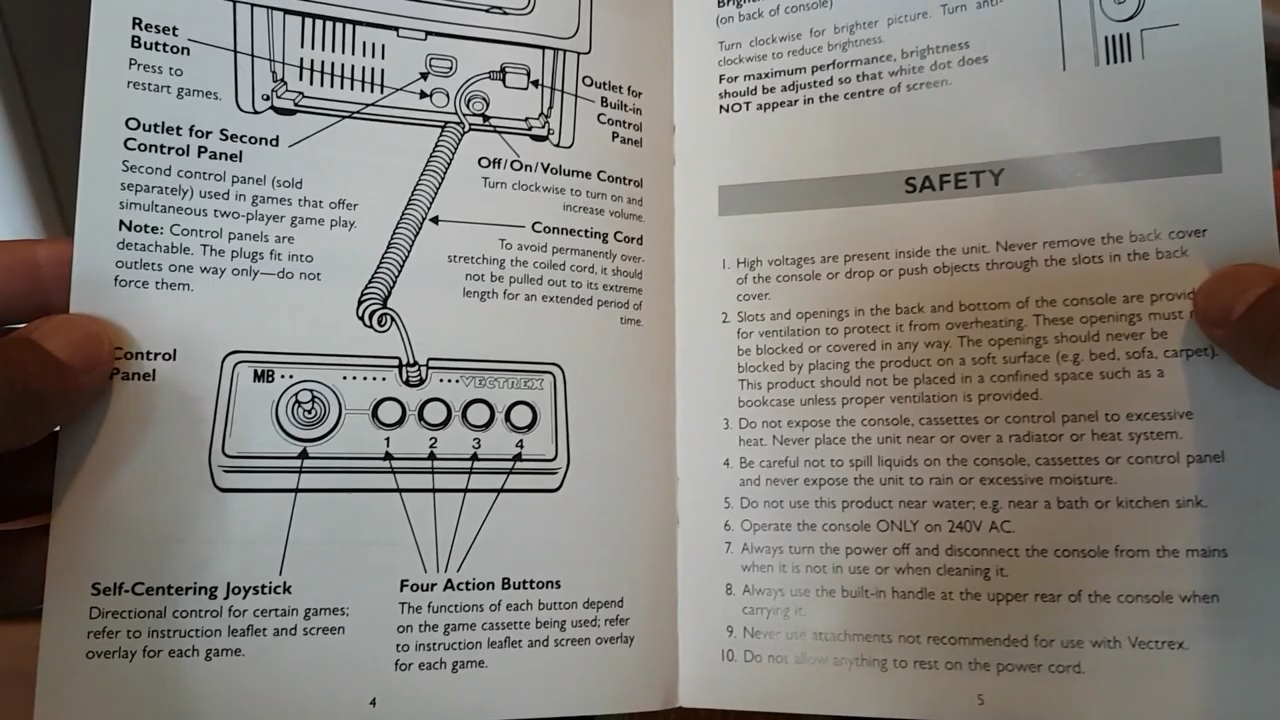 Reset
Button
Press to
restart games.
Outlet for Second
Control Panel
Second control panel (sold
separately) used in games that offer
simultaneous two-player game play.
Note: Control panels are
detachable. The plugs fit into
outlets one way only—do not
force them.
Outlet for
Built-in
Control
Panel
Off/On/Volume Control
Turn clockwise to turn on and
increase volume.
Connecting Cord
To avoid permanently over-
stretching the coiled cord, it should
not be pulled out to its extreme
length for an extended period of
time.
Control
Panel
MB
VECTREX
1 2 3 4
Self-Centering Joystick
Directional control for certain games;
refer to instruction leaflet and screen
overlay for each game.
Four Action Buttons
The functions of each button depend
on the game cassette being used; refer
to instruction leaflet and screen overlay
for each game.
4
(on back of console)
Turn clockwise for brighter picture. Turn anti-
clockwise to reduce brightness.
For maximum performance, brightness
should be adjusted so that white dot does
NOT appear in the centre of screen.
SAFETY
1. High voltages are present inside the unit. Never remove the back cover
of the console or drop or push objects through the slots in the back
cover.
2. Slots and openings in the back and bottom of the console are provid
for ventilation to protect it from overheating. These openings must
be blocked or covered in any way. The openings should never be
blocked by placing the product on a soft surface (e.g. bed, sofa, carpet).
This product should not be placed in a confined space such as a
bookcase unless proper ventilation is provided.
3. Do not expose the console, cassettes or control panel to excessive
heat. Never place the unit near or over a radiator or heat system.
4. Be careful not to spill liquids on the console, cassettes or control panel
and never expose the unit to rain or excessive moisture.
5. Do not use this product near water; e.g. near a bath or kitchen sink.
6. Operate the console ONLY on 240V AC.
7. Always turn the power off and disconnect the console from the mains
when it is not in use or when cleaning it.
8. Always use the built-in handle at the upper rear of the console when
carrying it.
9. Never use attachments not recommended for use with Vectrex.
10. Do not allow anything to rest on the power cord.
5